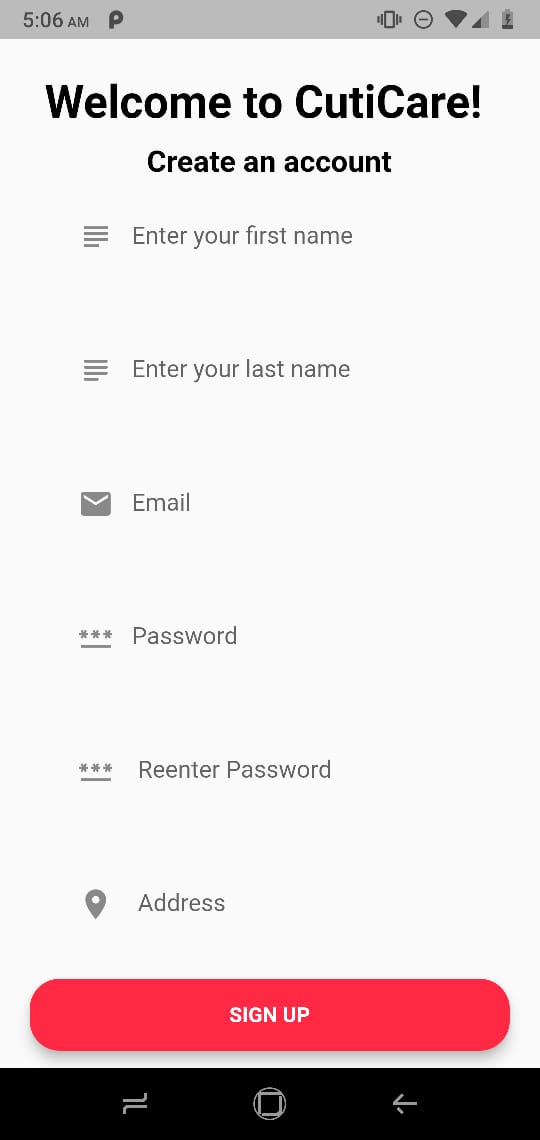 5:06 AM
Welcome to CutiCare!
Create an account
Enter your first name
Enter your last name
Email
*** Password
*** Reenter Password
Address
SIGN UP